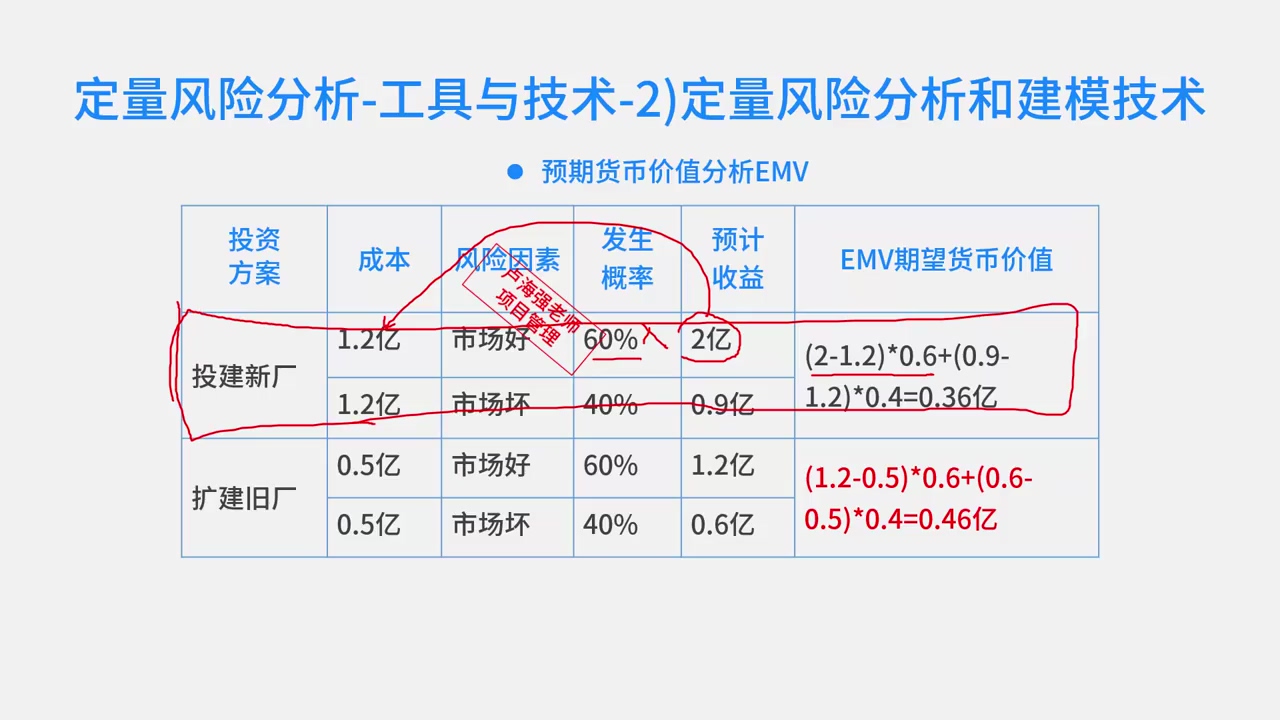 定量风险分析-工具与技术-2)定量风险分析和建模技术
● 预期货币价值分析EMV
投资
方案
成本
风险因素
发生
概率
预计
收益
EMV期望货币价值
卢海强老师
项目管理
投建新厂
1.2亿
市场好
60%
2亿
(2-1.2)*0.6+(0.9-
1.2)*0.4=0.36亿
1.2亿
市场坏
40%
0.9亿
扩建旧厂
0.5亿
市场好
60%
1.2亿
(1.2-0.5)*0.6+(0.6-
0.5)*0.4=0.46亿
0.5亿
市场坏
40%
0.6亿